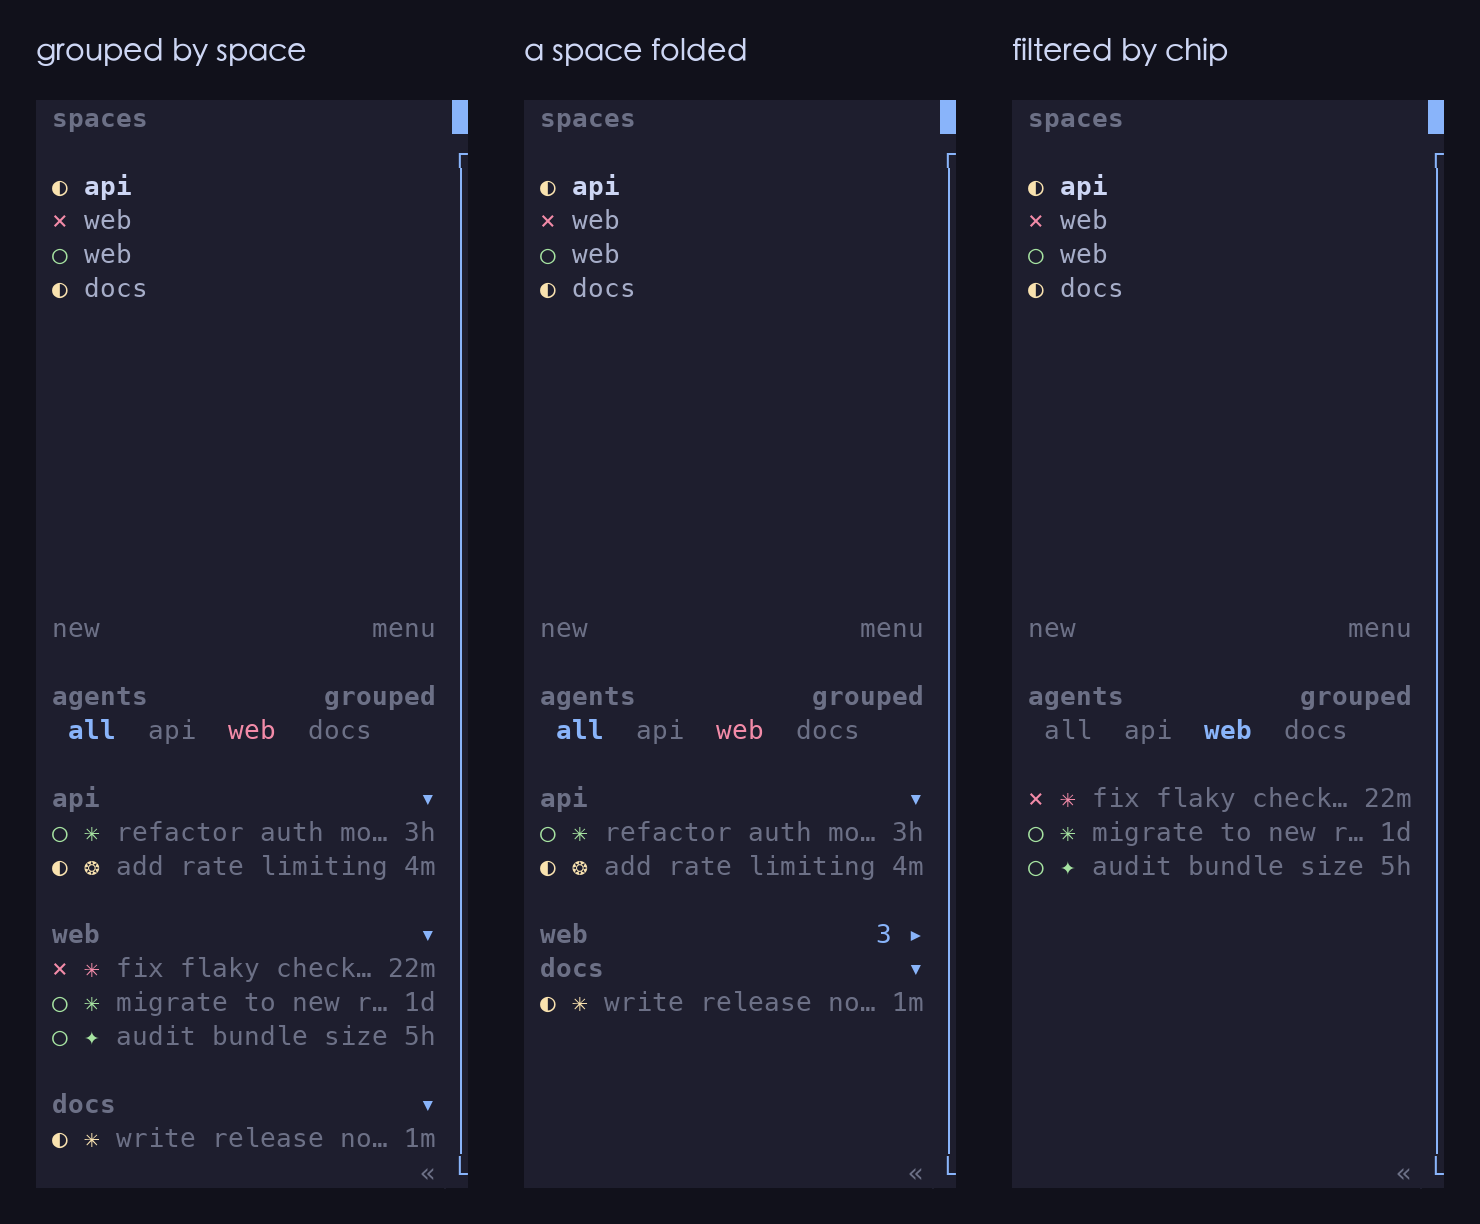 grouped by space
spaces
◐ api
× web
○ web
◐ docs
new menu
agents grouped
all api web docs
api ▼
○ ✳ refactor auth mo… 3h
◐ ❂ add rate limiting 4m
web ▼
× ✳ fix flaky check… 22m
○ ✳ migrate to new r… 1d
○ ✦ audit bundle size 5h
docs ▼
◐ ✳ write release no… 1m
«
a space folded
spaces
◐ api
× web
○ web
◐ docs
new menu
agents grouped
all api web docs
api ▼
○ ✳ refactor auth mo… 3h
◐ ❂ add rate limiting 4m
web 3 ▶
docs ▼
◐ ✳ write release no… 1m
«
filtered by chip
spaces
◐ api
× web
○ web
◐ docs
new menu
agents grouped
all api web docs
× ✳ fix flaky check… 22m
○ ✳ migrate to new r… 1d
○ ✦ audit bundle size 5h
«